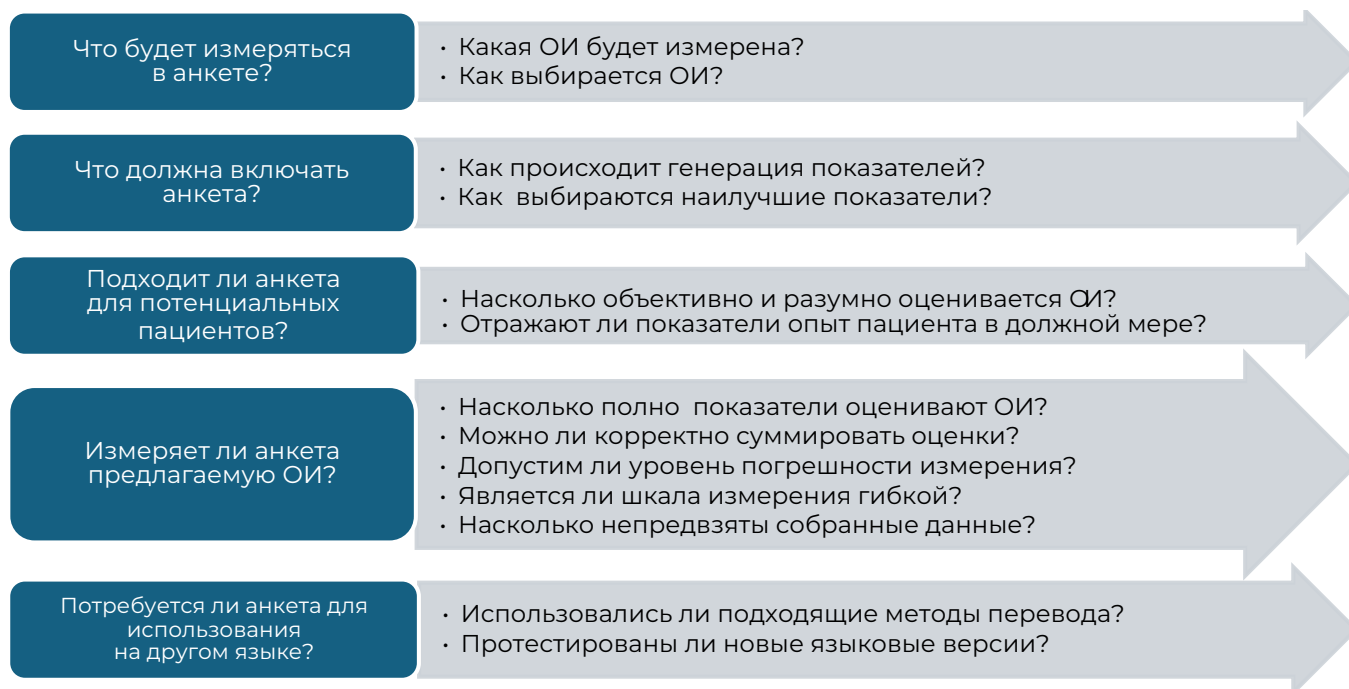 Что будет измеряться
в анкете?
· Какая ОИ будет измерена?
· Как выбирается ОИ?
Что должна включать
анкета?
· Как происходит генерация показателей?
· Как выбираются наилучшие показатели?
Подходит ли анкета
для потенциальных
пациентов?
· Насколько объективно и разумно оценивается ОИ?
· Отражают ли показатели опыт пациента в должной мере?
Измеряет ли анкета
предлагаемую ОИ?
· Насколько полно показатели оценивают ОИ?
· Можно ли корректно суммировать оценки?
· Допустим ли уровень погрешности измерения?
· Является ли шкала измерения гибкой?
· Насколько непредвзяты собранные данные?
Потребуется ли анкета для
использования
на другом языке?
· Использовались ли подходящие методы перевода?
· Протестированы ли новые языковые версии?